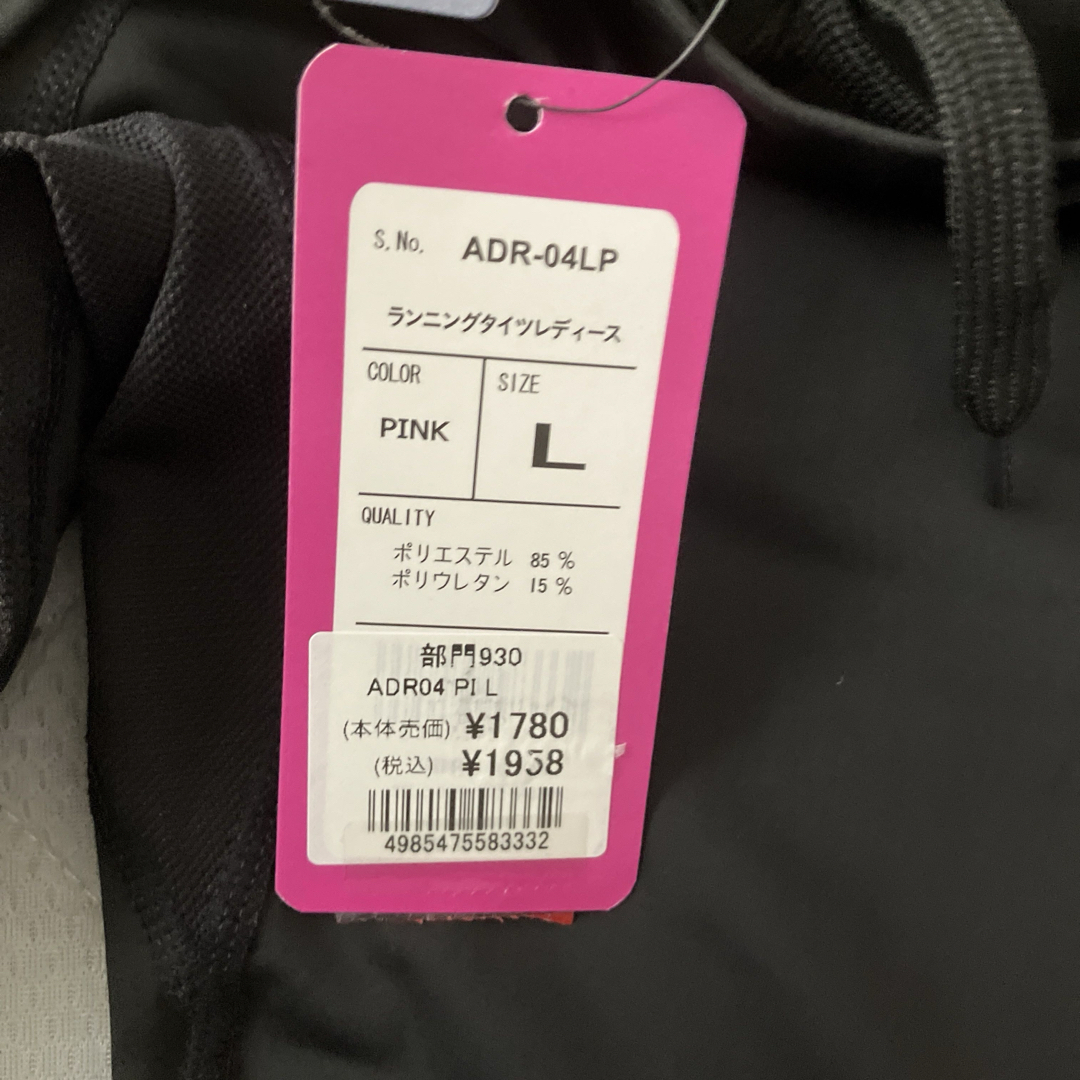 S.No. ADR-04LP
ランニングタイツレディース
COLOR SIZE
PINK L
QUALITY
ポリエステル 85 %
ポリウレタン 15 %
部門930
ADR04 PI L
(本体売価) ¥1780
(税込) ¥1958
4985475583332